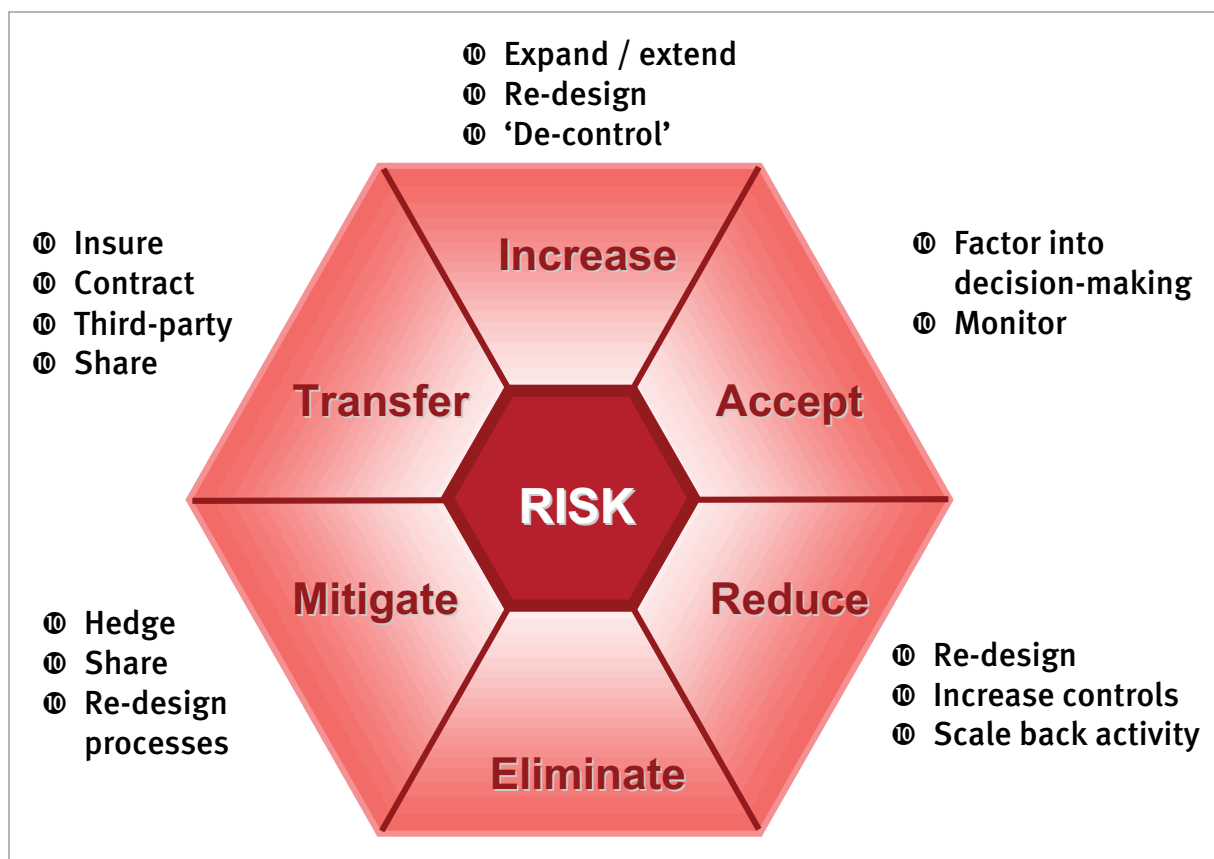 ❿ Expand / extend
❿ Re-design
❿ ‘De-control’
❿ Insure
❿ Contract
❿ Third-party
❿ Share
❿ Factor into
decision-making
❿ Monitor
Increase
Transfer
Accept
RISK
Mitigate
Reduce
Eliminate
❿ Hedge
❿ Share
❿ Re-design
processes
❿ Re-design
❿ Increase controls
❿ Scale back activity